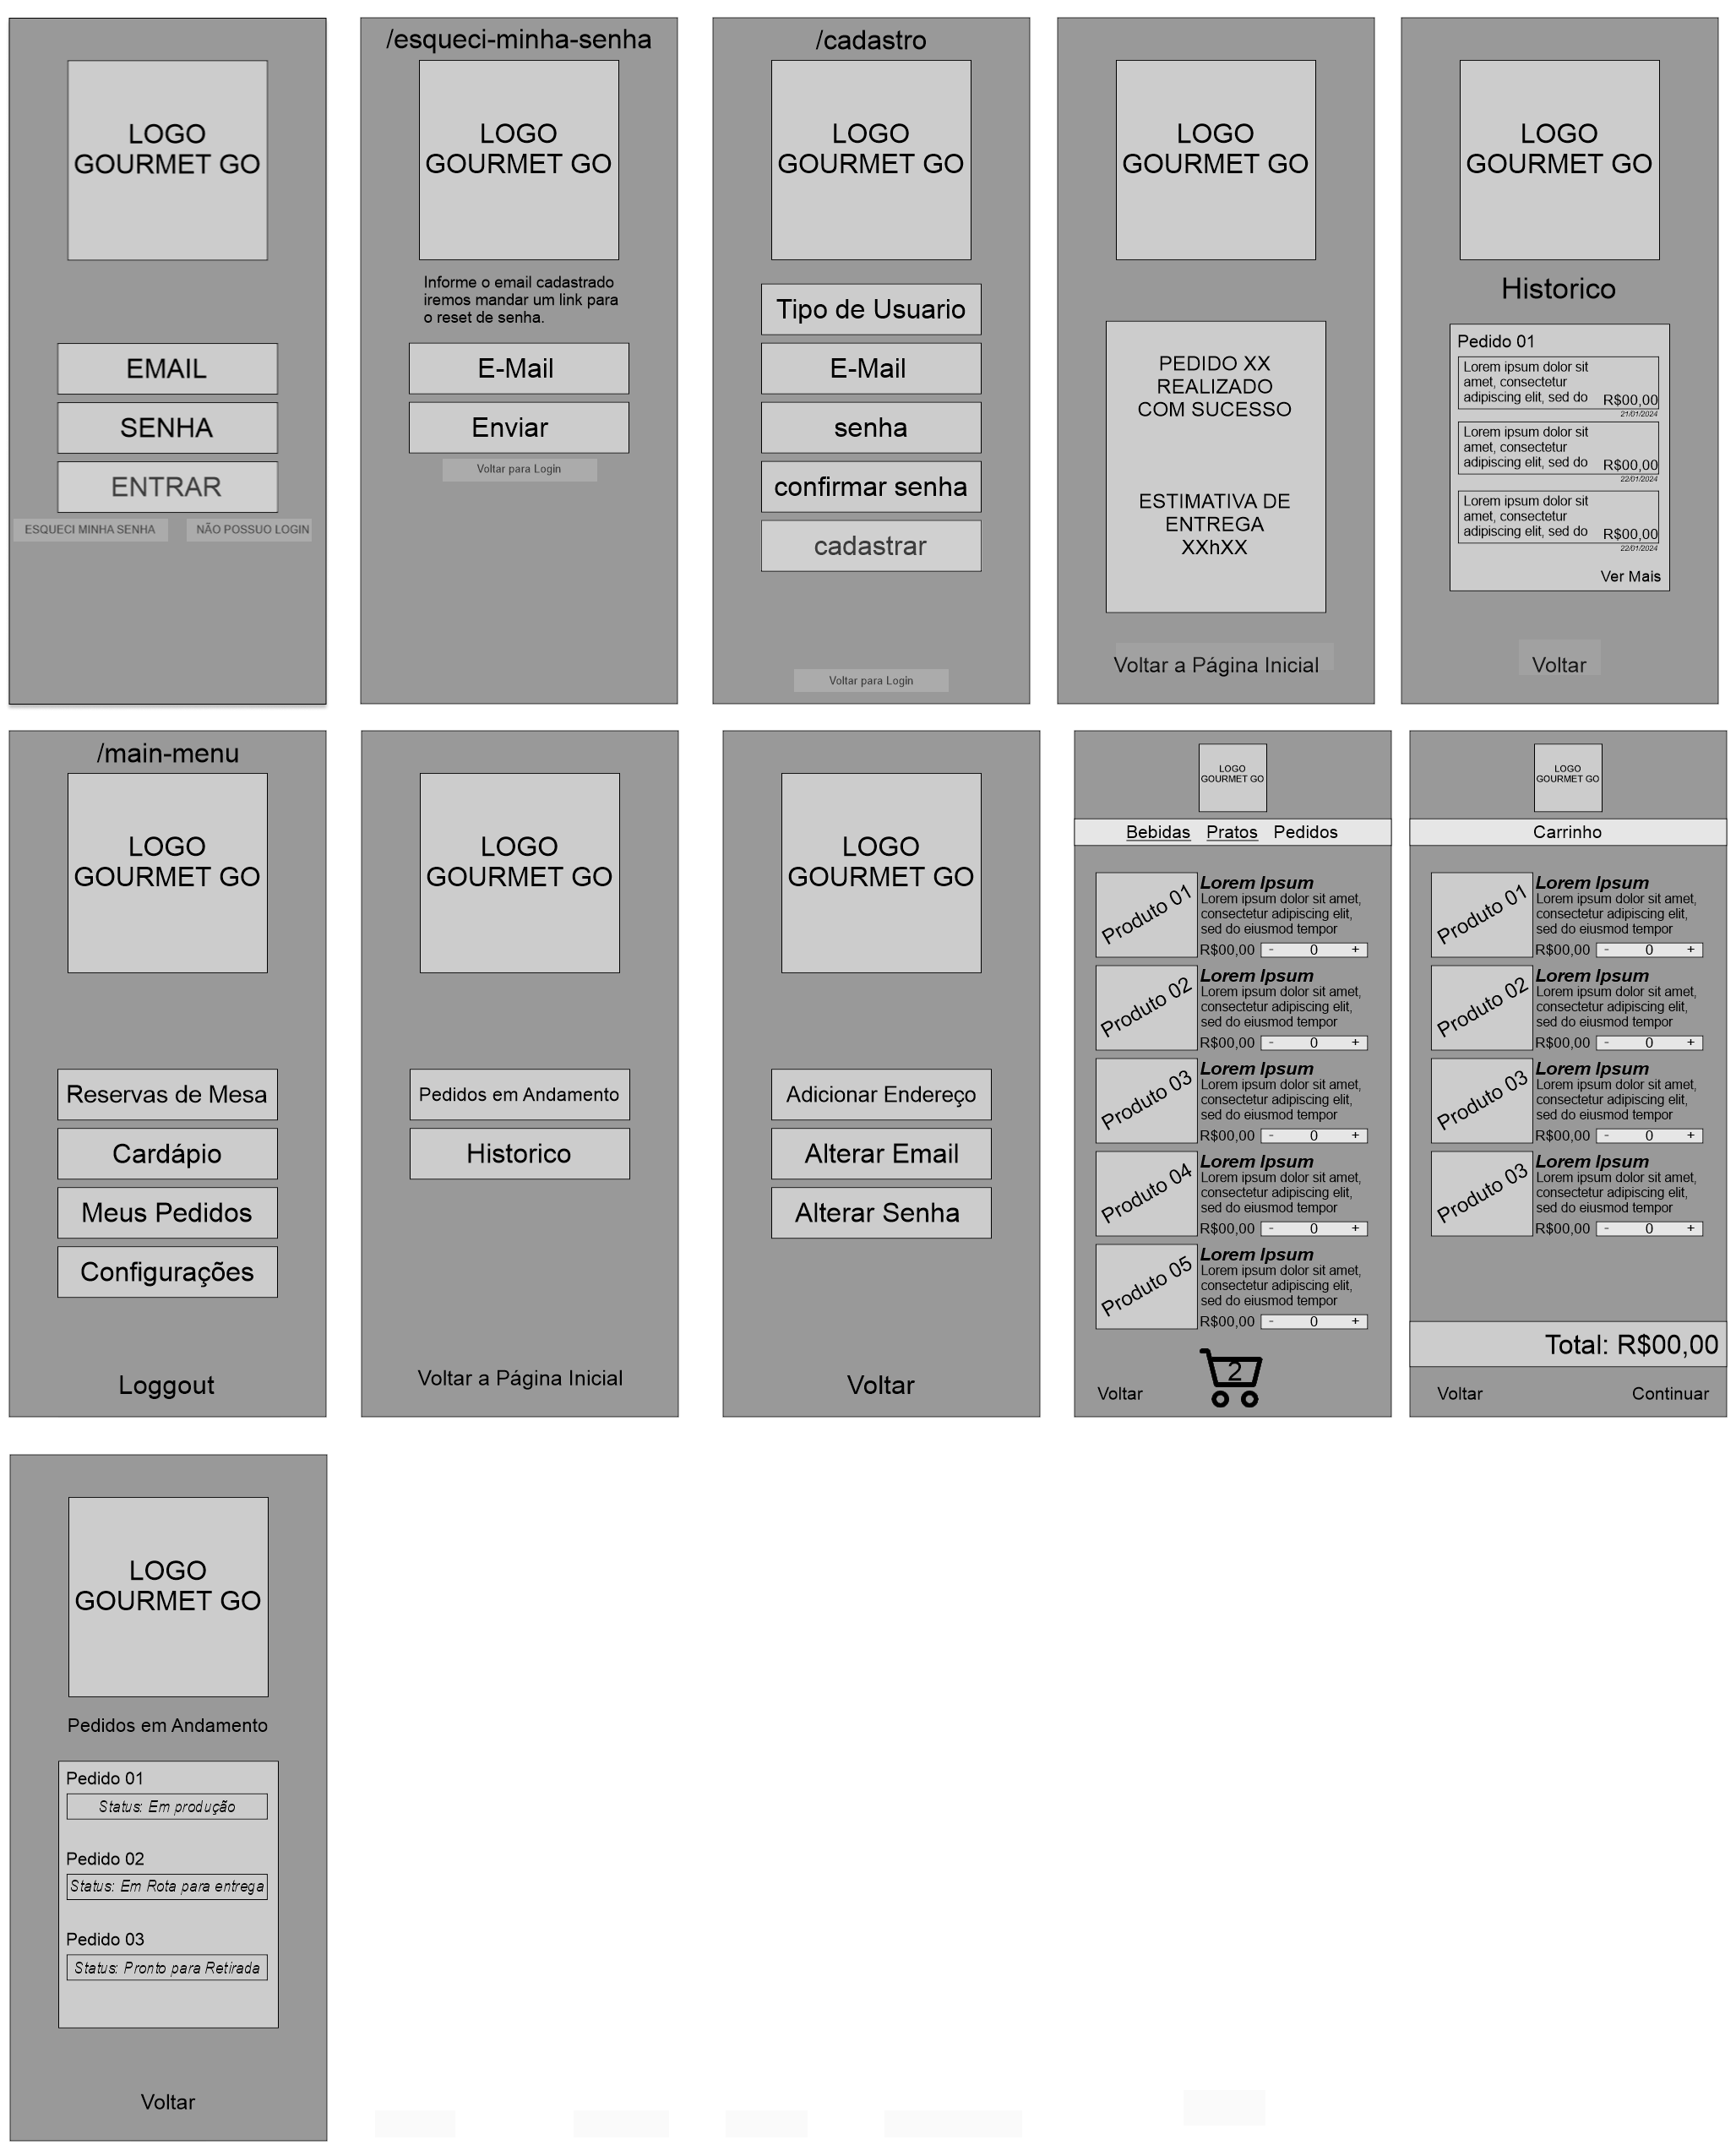 LOGO
GOURMET GO
EMAIL
SENHA
ENTRAR
ESQUECI MINHA SENHA
NÃO POSSUO LOGIN
/esqueci-minha-senha
LOGO
GOURMET GO
Informe o email cadastrado
iremos mandar um link para
o reset de senha.
E-Mail
Enviar
Voltar para Login
/cadastro
LOGO
GOURMET GO
Tipo de Usuario
E-Mail
senha
confirmar senha
cadastrar
Voltar para Login
LOGO
GOURMET GO
PEDIDO XX
REALIZADO
COM SUCESSO
ESTIMATIVA DE
ENTREGA
XXhXX
Voltar a Página Inicial
LOGO
GOURMET GO
Historico
Pedido 01
Lorem ipsum dolor sit
amet, consectetur
adipiscing elit, sed do
R$00,00
21/01/2024
Lorem ipsum dolor sit
amet, consectetur
adipiscing elit, sed do
R$00,00
22/01/2024
Lorem ipsum dolor sit
amet, consectetur
adipiscing elit, sed do
R$00,00
22/01/2024
Ver Mais
Voltar
/main-menu
LOGO
GOURMET GO
Reservas de Mesa
Cardápio
Meus Pedidos
Configurações
Loggout
LOGO
GOURMET GO
Pedidos em Andamento
Historico
Voltar a Página Inicial
LOGO
GOURMET GO
Adicionar Endereço
Alterar Email
Alterar Senha
Voltar
LOGO
GOURMET GO
Bebidas Pratos Pedidos
Produto 01
Lorem Ipsum
Lorem ipsum dolor sit amet,
consectetur adipiscing elit,
sed do eiusmod tempor
R$00,00 - 0 +
Produto 02
Lorem Ipsum
Lorem ipsum dolor sit amet,
consectetur adipiscing elit,
sed do eiusmod tempor
R$00,00 - 0 +
Produto 03
Lorem Ipsum
Lorem ipsum dolor sit amet,
consectetur adipiscing elit,
sed do eiusmod tempor
R$00,00 - 0 +
Produto 04
Lorem Ipsum
Lorem ipsum dolor sit amet,
consectetur adipiscing elit,
sed do eiusmod tempor
R$00,00 - 0 +
Produto 05
Lorem Ipsum
Lorem ipsum dolor sit amet,
consectetur adipiscing elit,
sed do eiusmod tempor
R$00,00 - 0 +
2
Voltar
LOGO
GOURMET GO
Carrinho
Produto 01
Lorem Ipsum
Lorem ipsum dolor sit amet,
consectetur adipiscing elit,
sed do eiusmod tempor
R$00,00 - 0 +
Produto 02
Lorem Ipsum
Lorem ipsum dolor sit amet,
consectetur adipiscing elit,
sed do eiusmod tempor
R$00,00 - 0 +
Produto 03
Lorem Ipsum
Lorem ipsum dolor sit amet,
consectetur adipiscing elit,
sed do eiusmod tempor
R$00,00 - 0 +
Produto 03
Lorem Ipsum
Lorem ipsum dolor sit amet,
consectetur adipiscing elit,
sed do eiusmod tempor
R$00,00 - 0 +
Total: R$00,00
Voltar
Continuar
LOGO
GOURMET GO
Pedidos em Andamento
Pedido 01
Status: Em produção
Pedido 02
Status: Em Rota para entrega
Pedido 03
Status: Pronto para Retirada
Voltar